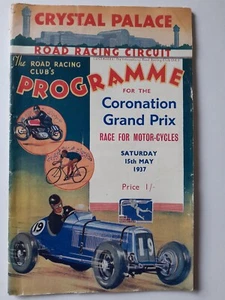 CRYSTAL PALACE
ROAD RACING CIRCUIT
The ROAD RACING
CLUB'S
PROGRAMME
FOR THE
Coronation
Grand Prix
RACE FOR MOTOR-CYCLES
SATURDAY
15th MAY
1937
Price 1/-
19
19